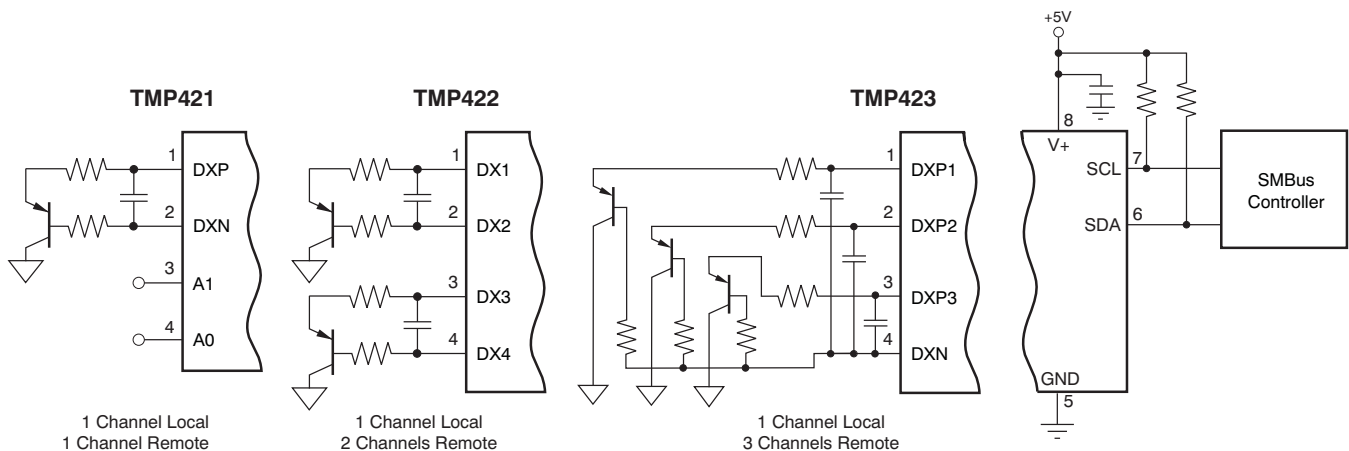 TMP421
1
DXP
2
DXN
3
A1
4
A0
1 Channel Local
1 Channel Remote
TMP422
1
DX1
2
DX2
3
DX3
4
DX4
1 Channel Local
2 Channels Remote
TMP423
1
DXP1
2
DXP2
3
DXP3
4
DXN
1 Channel Local
3 Channels Remote
+5V
8
V+
7
SCL
6
SDA
GND
5
SMBus
Controller